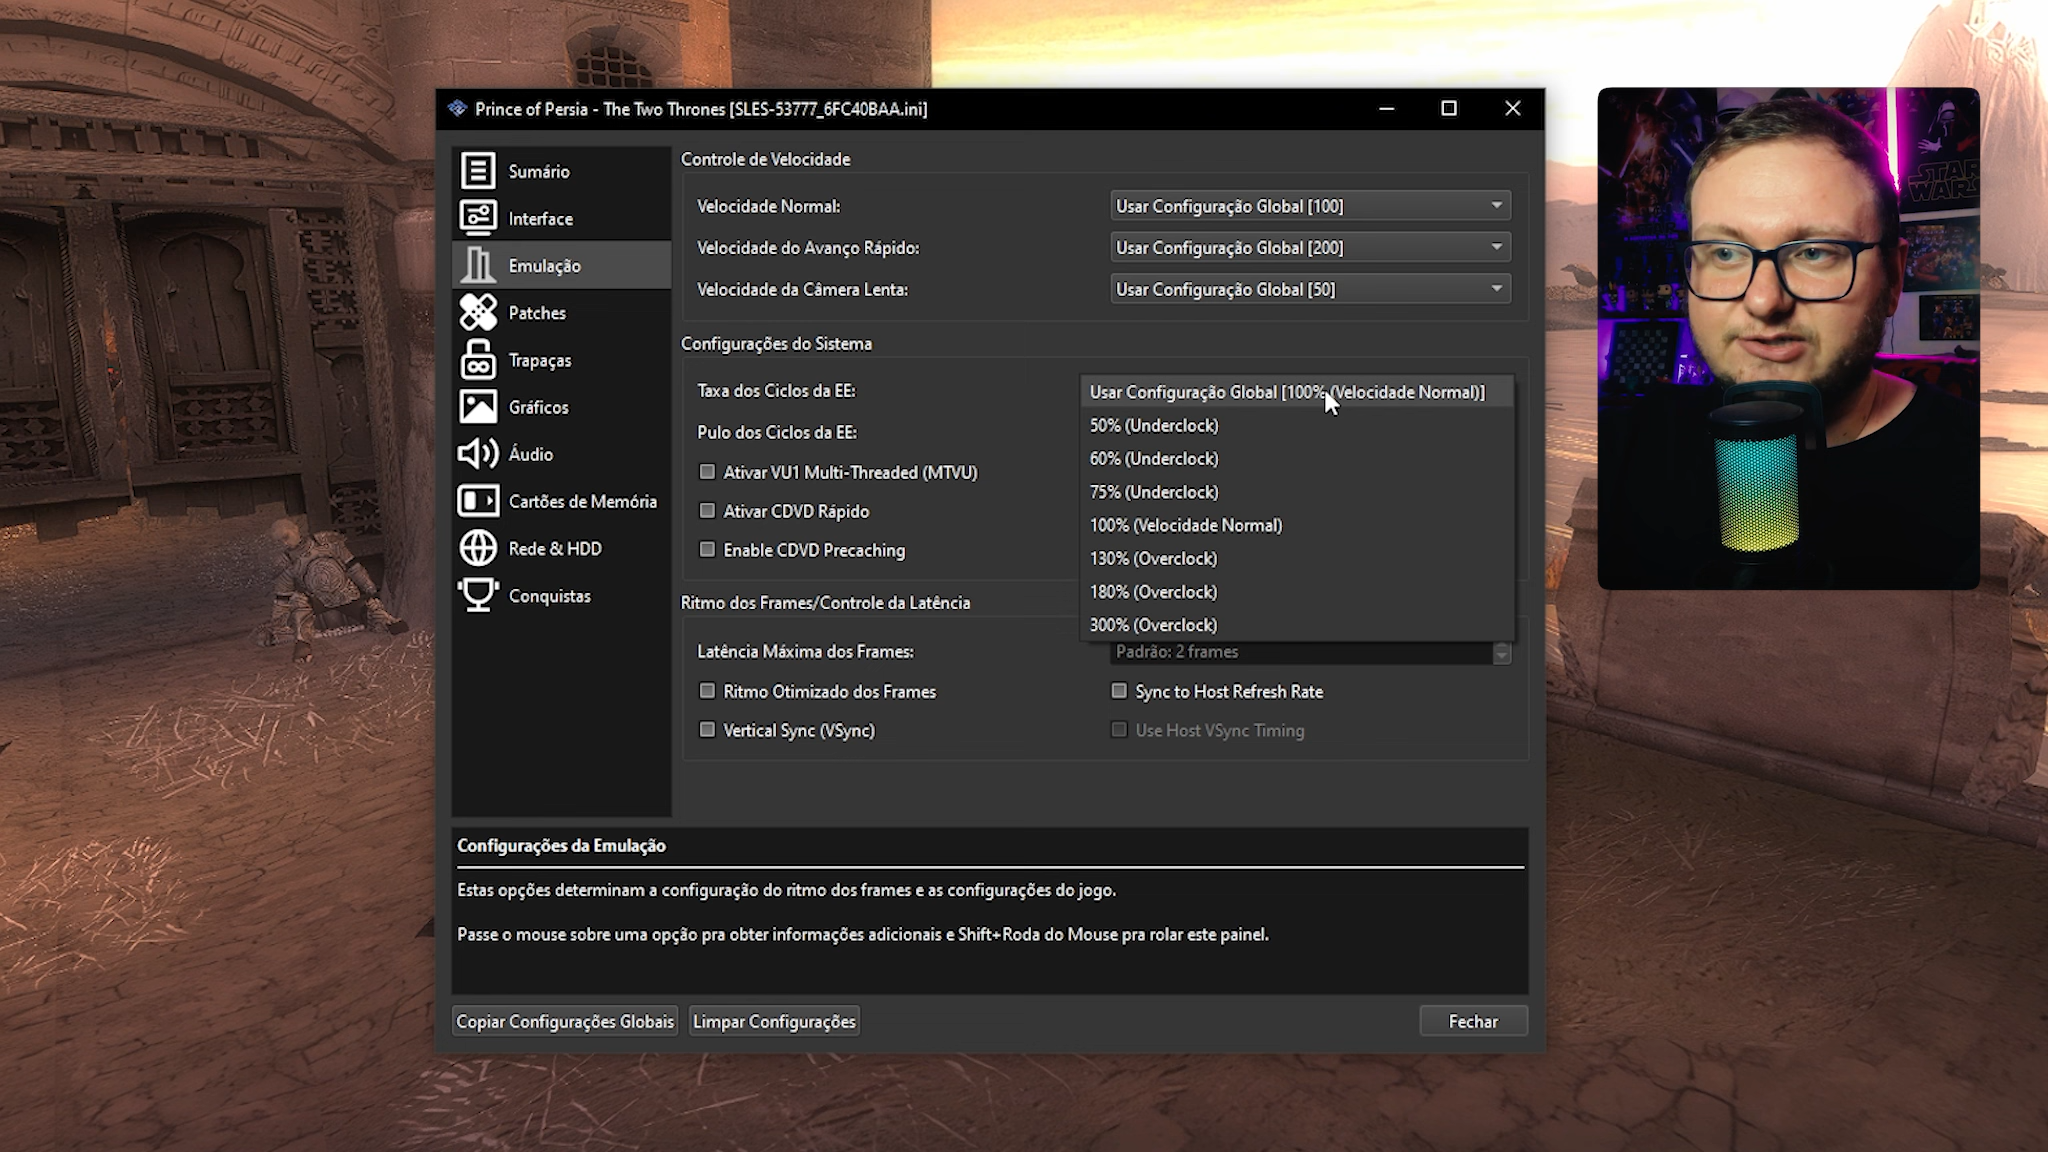 Prince of Persia - The Two Thrones [SLES-53777_6FC40BAA.ini]
Sumário
Interface
Emulação
Patches
Trapaças
Gráficos
Áudio
Cartões de Memória
Rede & HDD
Conquistas
Controle de Velocidade
Velocidade Normal:
Usar Configuração Global [100]
Velocidade do Avanço Rápido:
Usar Configuração Global [200]
Velocidade da Câmera Lenta:
Usar Configuração Global [50]
Configurações do Sistema
Taxa dos Ciclos da EE:
Usar Configuração Global [100% (Velocidade Normal)]
50% (Underclock)
60% (Underclock)
75% (Underclock)
100% (Velocidade Normal)
130% (Overclock)
180% (Overclock)
300% (Overclock)
Pulo dos Ciclos da EE:
Ativar VU1 Multi-Threaded (MTVU)
Ativar CDVD Rápido
Enable CDVD Precaching
Ritmo dos Frames/Controle da Latência
Latência Máxima dos Frames:
Padrão: 2 frames
Ritmo Otimizado dos Frames
Sync to Host Refresh Rate
Vertical Sync (VSync)
Use Host VSync Timing
Configurações da Emulação
Estas opções determinam a configuração do ritmo dos frames e as configurações do jogo.
Passe o mouse sobre uma opção pra obter informações adicionais e Shift+Roda do Mouse pra rolar este painel.
Copiar Configurações Globais
Limpar Configurações
Fechar
STAR
WARS